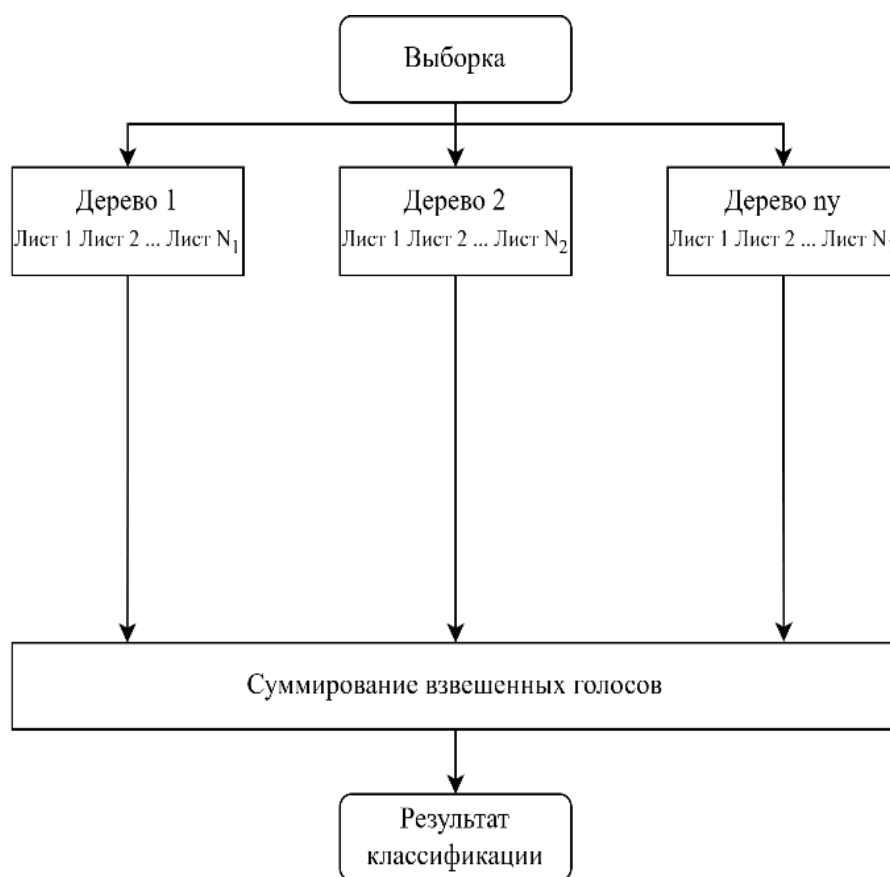 Выборка
Дерево 1
Лист 1 Лист 2 ... Лист N1
Дерево 2
Лист 1 Лист 2 ... Лист N2
Дерево ny
Лист 1 Лист 2 ... Лист N
Суммирование взвешенных голосов
Результат
классификации